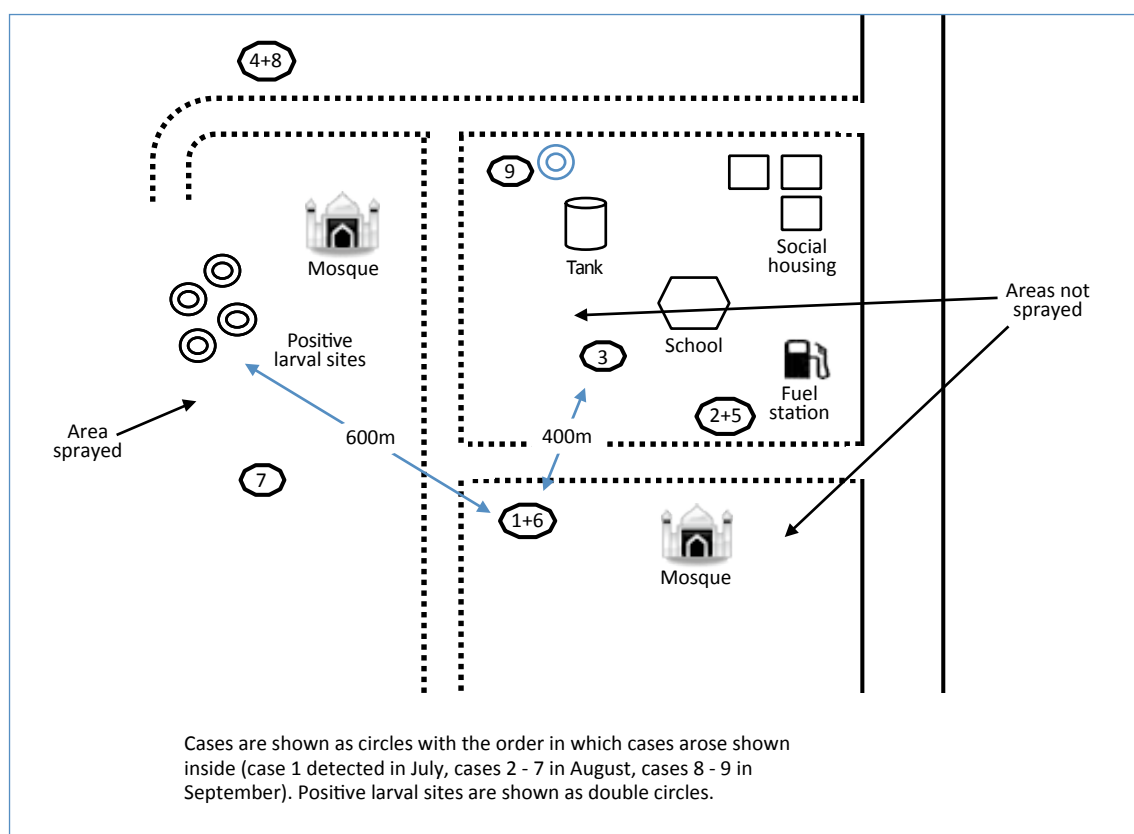 4+8
9
Mosque
Tank
Social
housing
Areas not
sprayed
Positive
larval sites
School
3
Fuel
station
2+5
Area
sprayed
600m
400m
7
1+6
Mosque
Cases are shown as circles with the order in which cases arose shown
inside (case 1 detected in July, cases 2 - 7 in August, cases 8 - 9 in
September). Positive larval sites are shown as double circles.